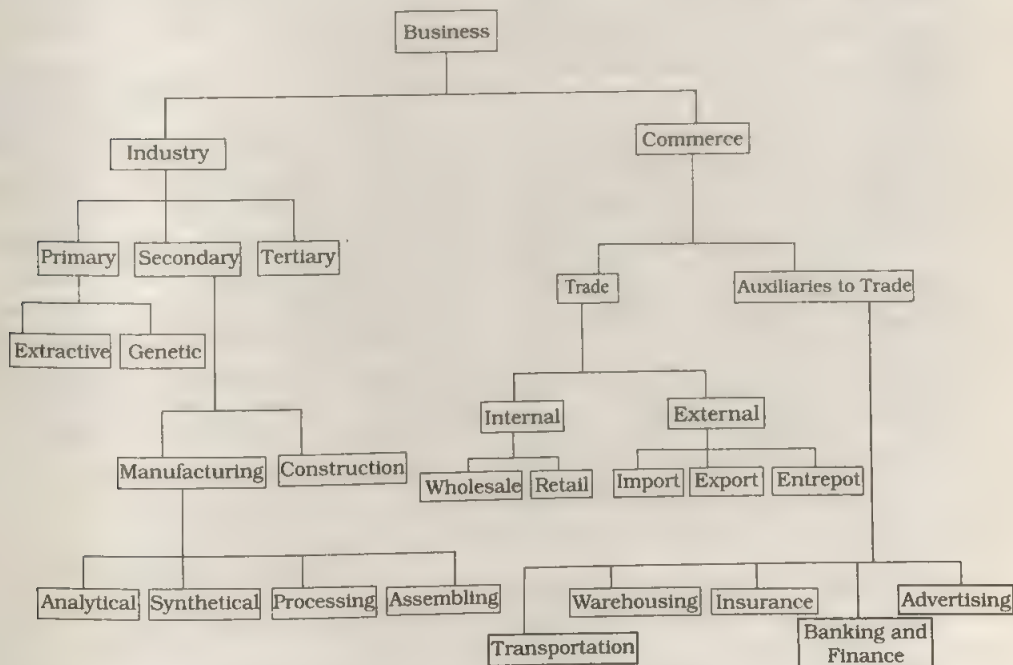 Business
Industry
Commerce
Primary
Secondary
Tertiary
Trade
Auxiliaries to Trade
Extractive
Genetic
Internal
External
Manufacturing
Construction
Wholesale
Retail
Import
Export
Entrepot
Analytical
Synthetical
Processing
Assembling
Warehousing
Insurance
Advertising
Transportation
Banking and
Finance